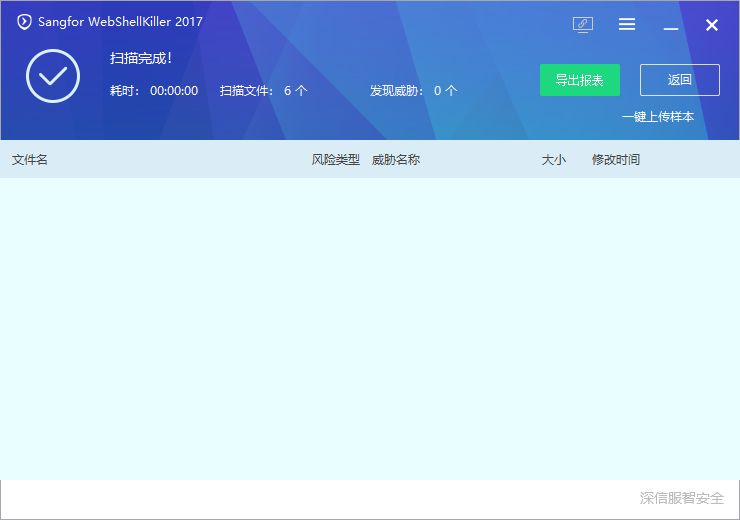 Sangfor WebShellKiller 2017
扫描完成!
耗时： 00:00:00 扫描文件： 6 个 发现威胁： 0 个
导出报表 返回
一键上传样本
文件名 风险类型 威胁名称 大小 修改时间
深信服智安全